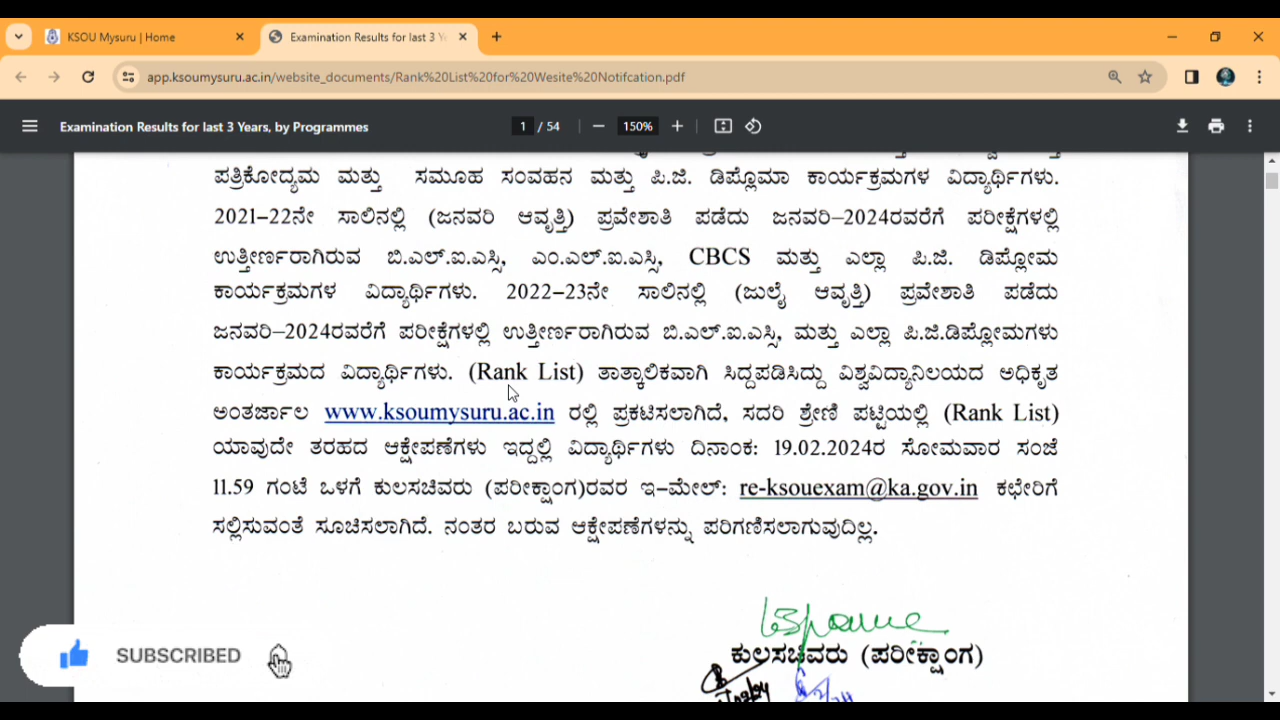 KSOU Mysuru | Home
Examination Results for last 3 Ye
app.ksoumysuru.ac.in/website_documents/Rank%20List%20for%20Wesite%20Notifcation.pdf
Examination Results for last 3 Years, by Programmes
1 / 54
150%
ಪತ್ರಿಕೋದ್ಯಮ ಮತ್ತು ಸಮೂಹ ಸಂವಹನ ಮತ್ತು ಪಿ.ಜಿ. ಡಿಪ್ಲೊಮಾ ಕಾರ್ಯಕ್ರಮಗಳ ವಿದ್ಯಾರ್ಥಿಗಳು.
2021–22ನೇ ಸಾಲಿನಲ್ಲಿ (ಜನವರಿ ಆವೃತ್ತಿ) ಪ್ರವೇಶಾತಿ ಪಡೆದು ಜನವರಿ–2024ರವರೆಗೆ ಪರೀಕ್ಷೆಗಳಲ್ಲಿ
ಉತ್ತೀರ್ಣರಾಗಿರುವ ಬಿ.ಎಲ್.ಐ.ಎಸ್ಸಿ, ಎಂ.ಎಲ್.ಐ.ಎಸ್ಸಿ, CBCS ಮತ್ತು ಎಲ್ಲಾ ಪಿ.ಜಿ. ಡಿಪ್ಲೋಮ
ಕಾರ್ಯಕ್ರಮಗಳ ವಿದ್ಯಾರ್ಥಿಗಳು. 2022–23ನೇ ಸಾಲಿನಲ್ಲಿ (ಜುಲೈ ಆವೃತ್ತಿ) ಪ್ರವೇಶಾತಿ ಪಡೆದು
ಜನವರಿ–2024ರವರೆಗೆ ಪರೀಕ್ಷೆಗಳಲ್ಲಿ ಉತ್ತೀರ್ಣರಾಗಿರುವ ಬಿ.ಎಲ್.ಐ.ಎಸ್ಸಿ, ಮತ್ತು ಎಲ್ಲಾ ಪಿ.ಜಿ.ಡಿಪ್ಲೋಮಗಳು
ಕಾರ್ಯಕ್ರಮದ ವಿದ್ಯಾರ್ಥಿಗಳು. (Rank List) ತಾತ್ಕಾಲಿಕವಾಗಿ ಸಿದ್ದಪಡಿಸಿದ್ದು ವಿಶ್ವವಿದ್ಯಾನಿಲಯದ ಅಧಿಕೃತ
ಅಂತರ್ಜಾಲ www.ksoumysuru.ac.in ರಲ್ಲಿ ಪ್ರಕಟಿಸಲಾಗಿದೆ, ಸದರಿ ಶ್ರೇಣಿ ಪಟ್ಟಿಯಲ್ಲಿ (Rank List)
ಯಾವುದೇ ತರಹದ ಆಕ್ಷೇಪಣೆಗಳು ಇದ್ದಲ್ಲಿ ವಿದ್ಯಾರ್ಥಿಗಳು ದಿನಾಂಕ: 19.02.2024ರ ಸೋಮವಾರ ಸಂಜೆ
11.59 ಗಂಟೆ ಒಳಗೆ ಕುಲಸಚಿವರು (ಪರೀಕ್ಷಾಂಗ)ರವರ ಇ–ಮೇಲ್: re-ksouexam@ka.gov.in ಕಛೇರಿಗೆ
ಸಲ್ಲಿಸುವಂತೆ ಸೂಚಿಸಲಾಗಿದೆ. ನಂತರ ಬರುವ ಆಕ್ಷೇಪಣೆಗಳನ್ನು ಪರಿಗಣಿಸಲಾಗುವುದಿಲ್ಲ.
ಕುಲಸಚಿವರು (ಪರೀಕ್ಷಾಂಗ)
SUBSCRIBED